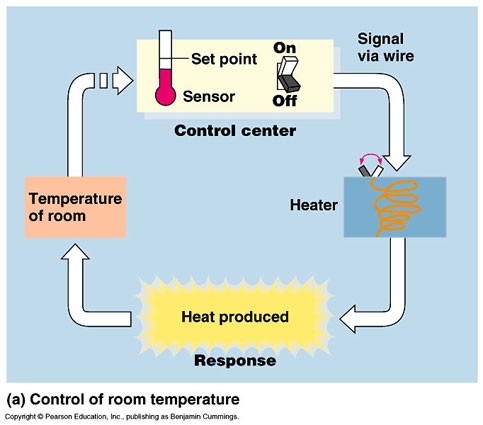 On
Set point
Sensor
Off
Control center
Signal
via wire
Temperature
of room
Heater
Heat produced
Response
(a) Control of room temperature
Copyright © Pearson Education, Inc., publishing as Benjamin Cummings.